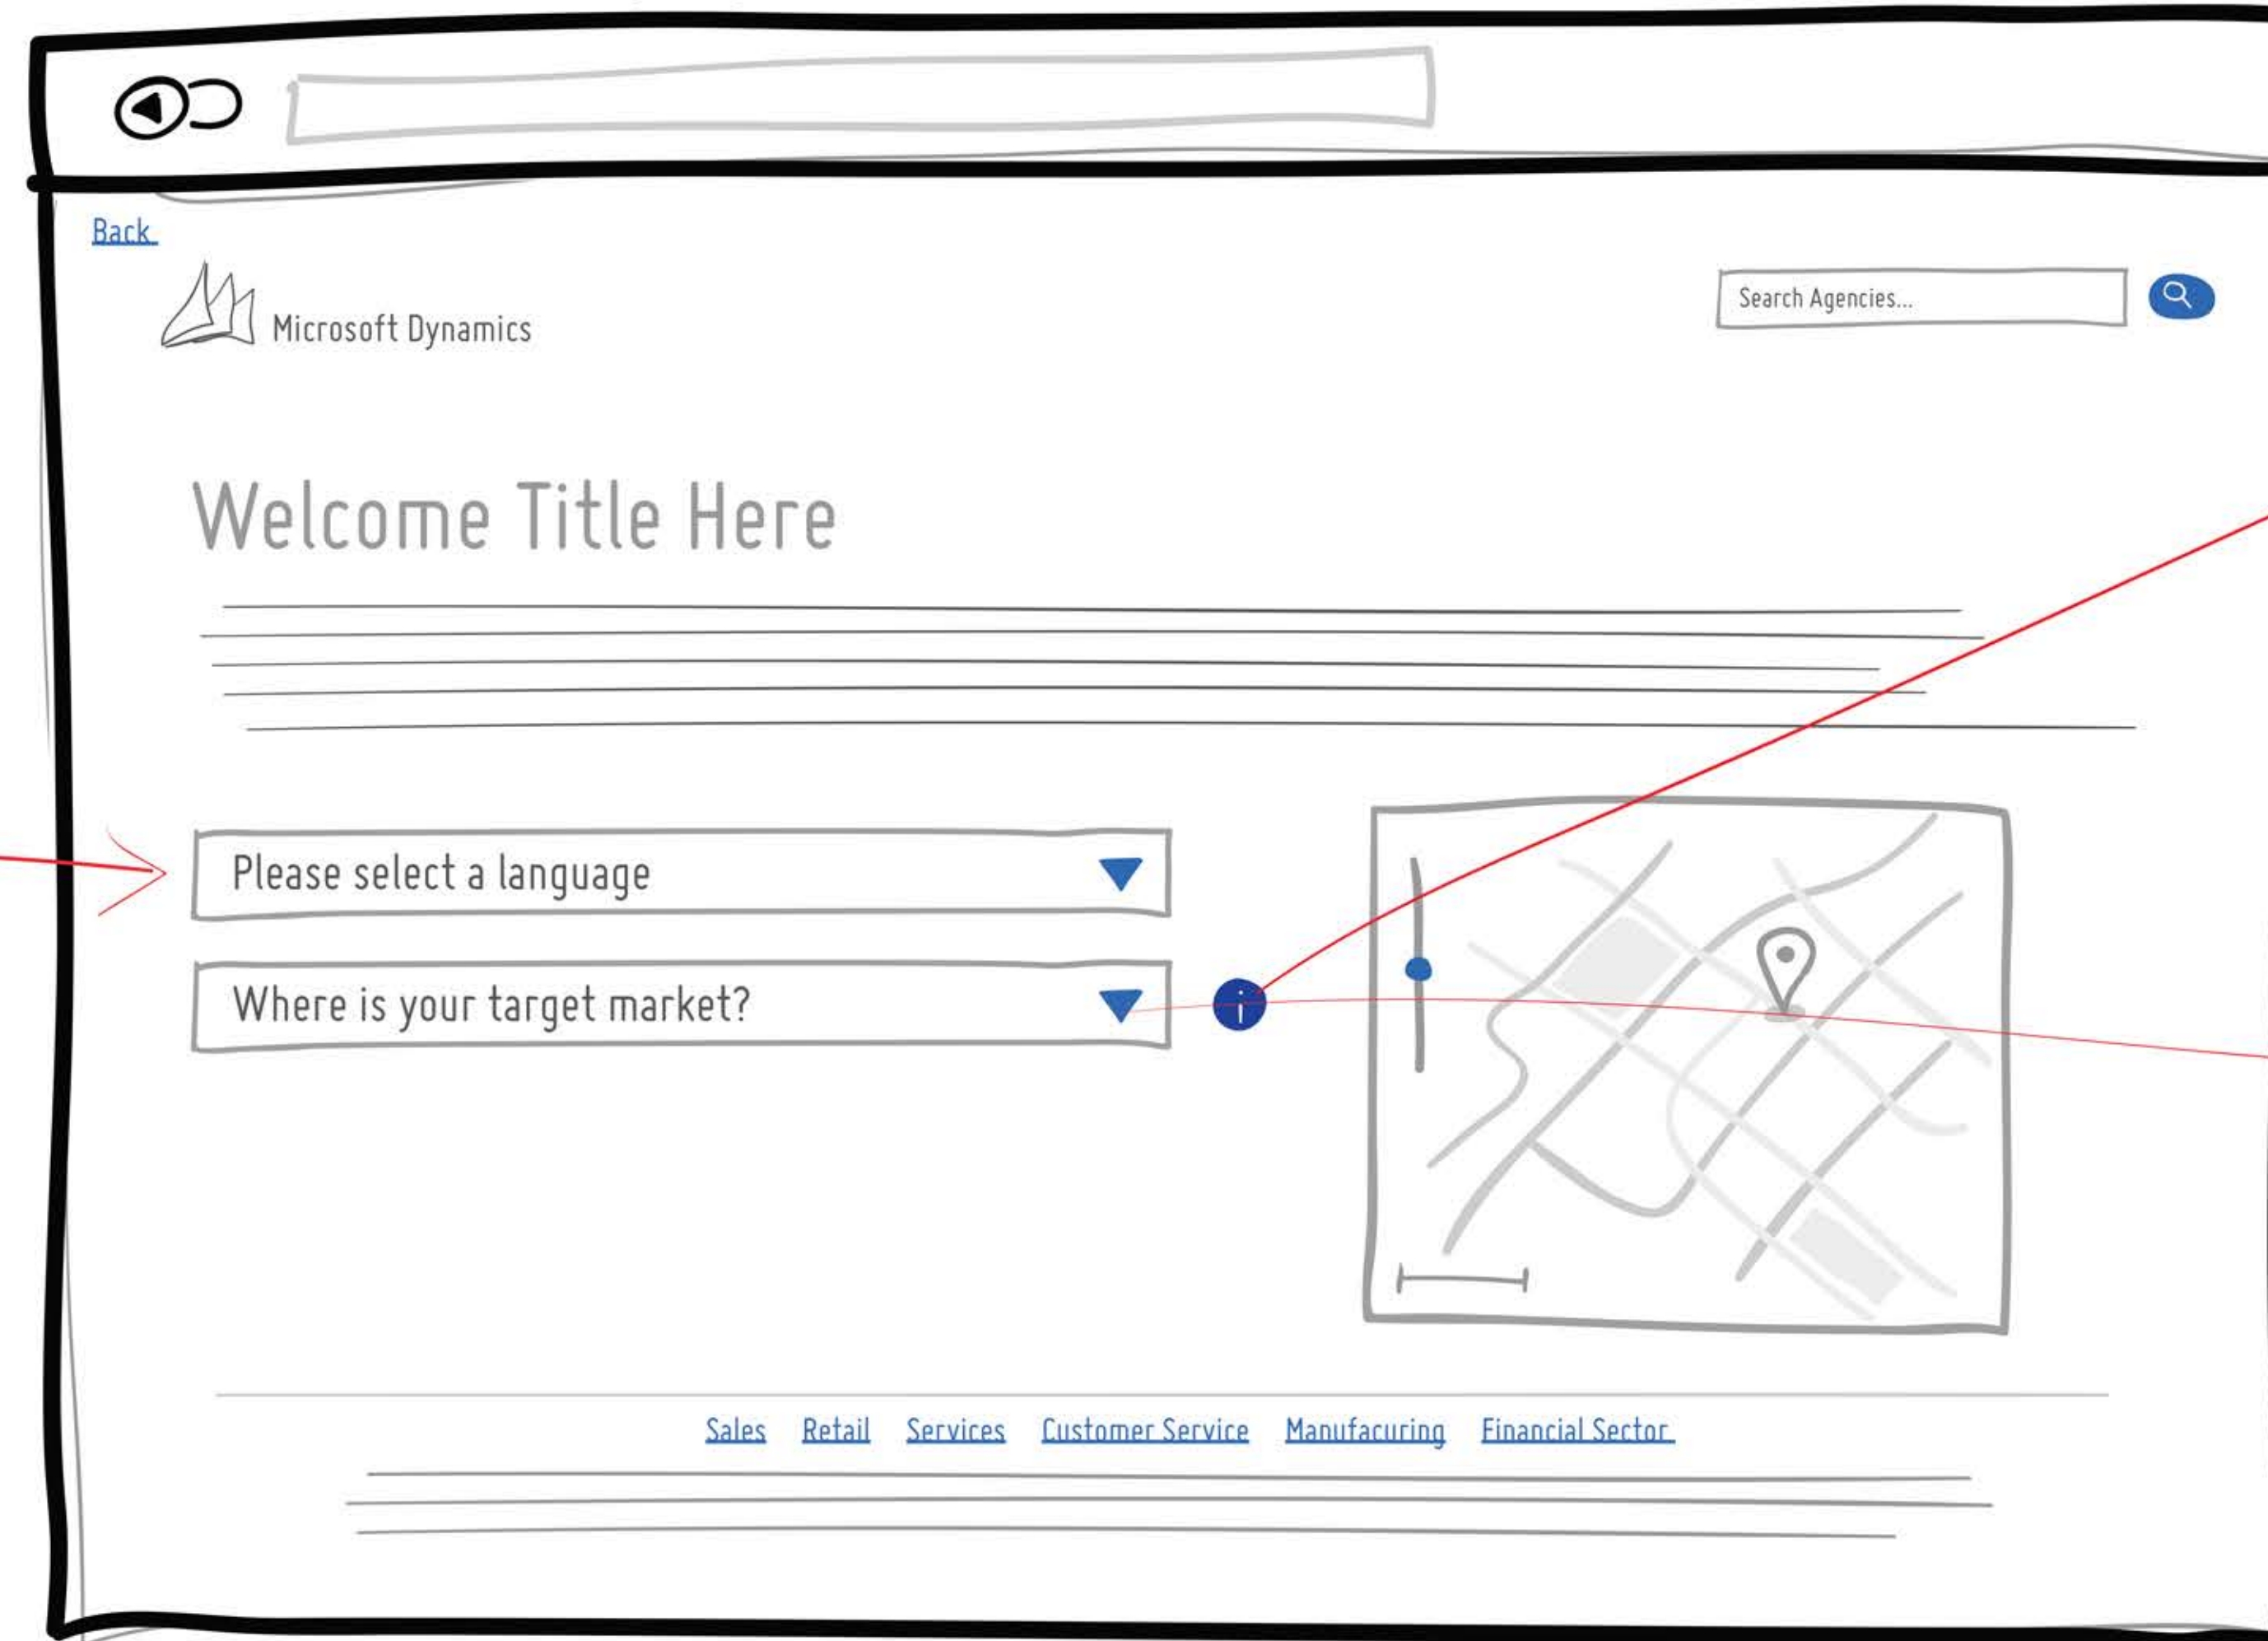 Back
Microsoft Dynamics
Search Agencies...
Welcome Title Here
Please select a language
Where is your target market?
i
Sales Retail Services Customer Service Manufacuring Financial Sector